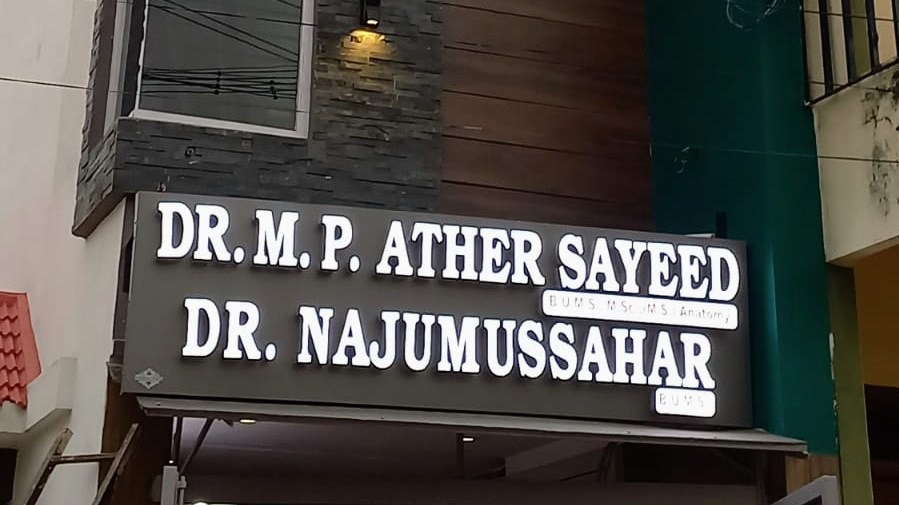 DR. M. P. ATHER SAYEED
B.U.M.S., M.Sc.,M.S.,Anatomy
DR. NAJUMUSSAHAR
B.U.M.S.